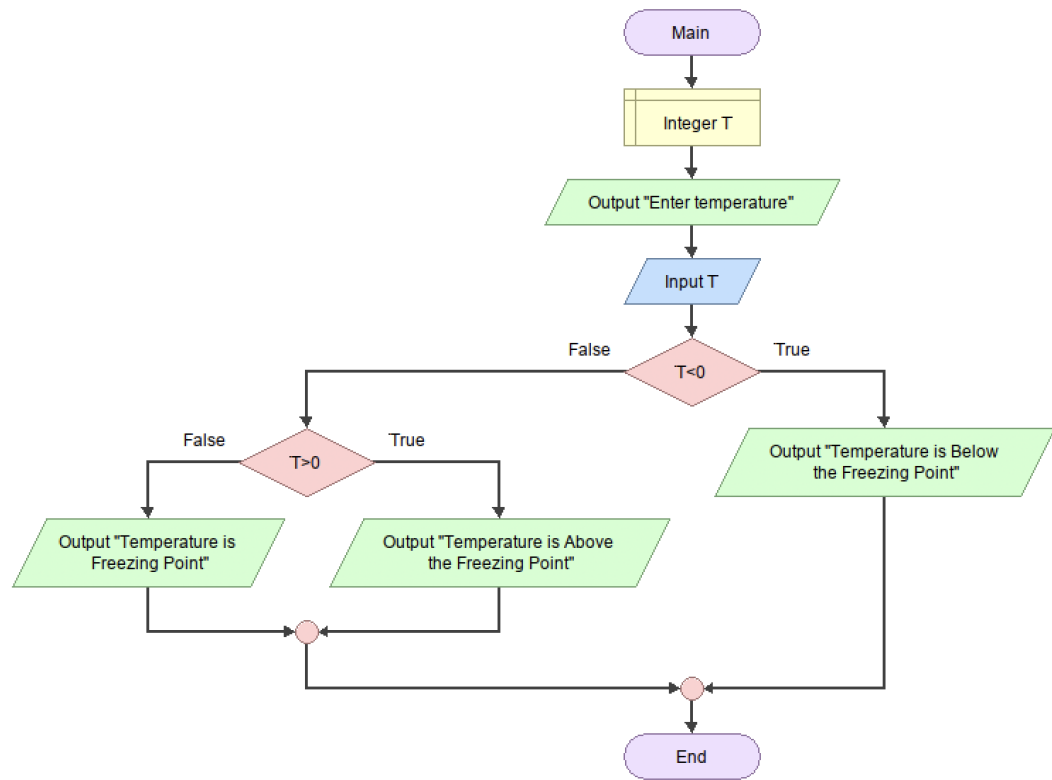 Main
Integer T
Output "Enter temperature"
Input T
False
True
T<0
False
True
T>0
Output "Temperature is Below
the Freezing Point"
Output "Temperature is
Freezing Point"
Output "Temperature is Above
the Freezing Point"
End